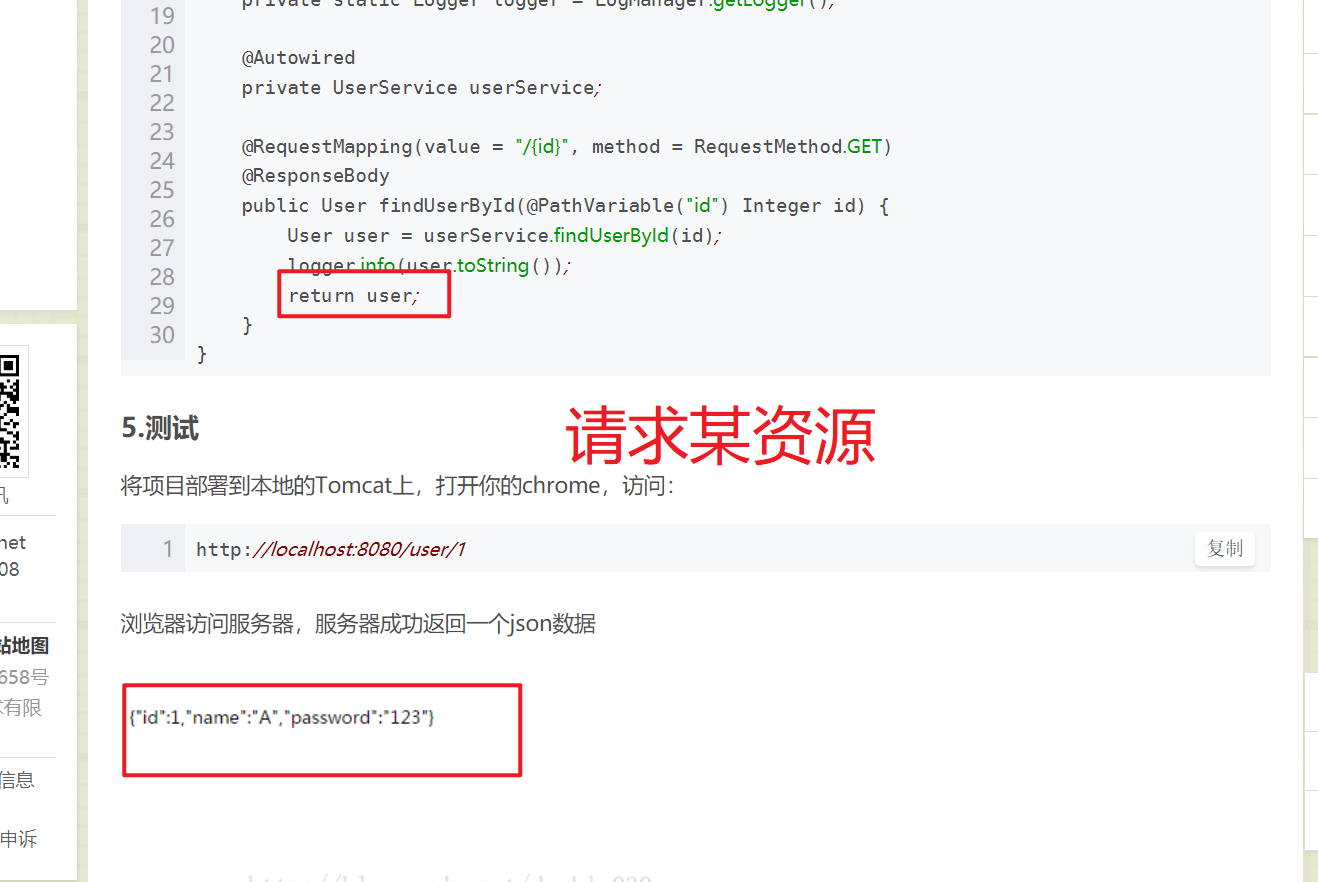 private static Logger logger = LogManager.getLogger();
19
20
21
22
23
24
25
26
27
28
29
30
@Autowired
private UserService userService;
@RequestMapping(value = "/{id}", method = RequestMethod.GET)
@ResponseBody
public User findUserById(@PathVariable("id") Integer id) {
User user = userService.findUserById(id);
logger.info(user.toString());
return user;
}
}
5.测试
请求某资源
将项目部署到本地的Tomcat上，打开你的chrome，访问：
1 http://localhost:8080/user/1
复制
浏览器访问服务器，服务器成功返回一个json数据
{"id":1,"name":"A","password":"123"}
讯
net
08
站地图
658号
术有限
信息
申诉